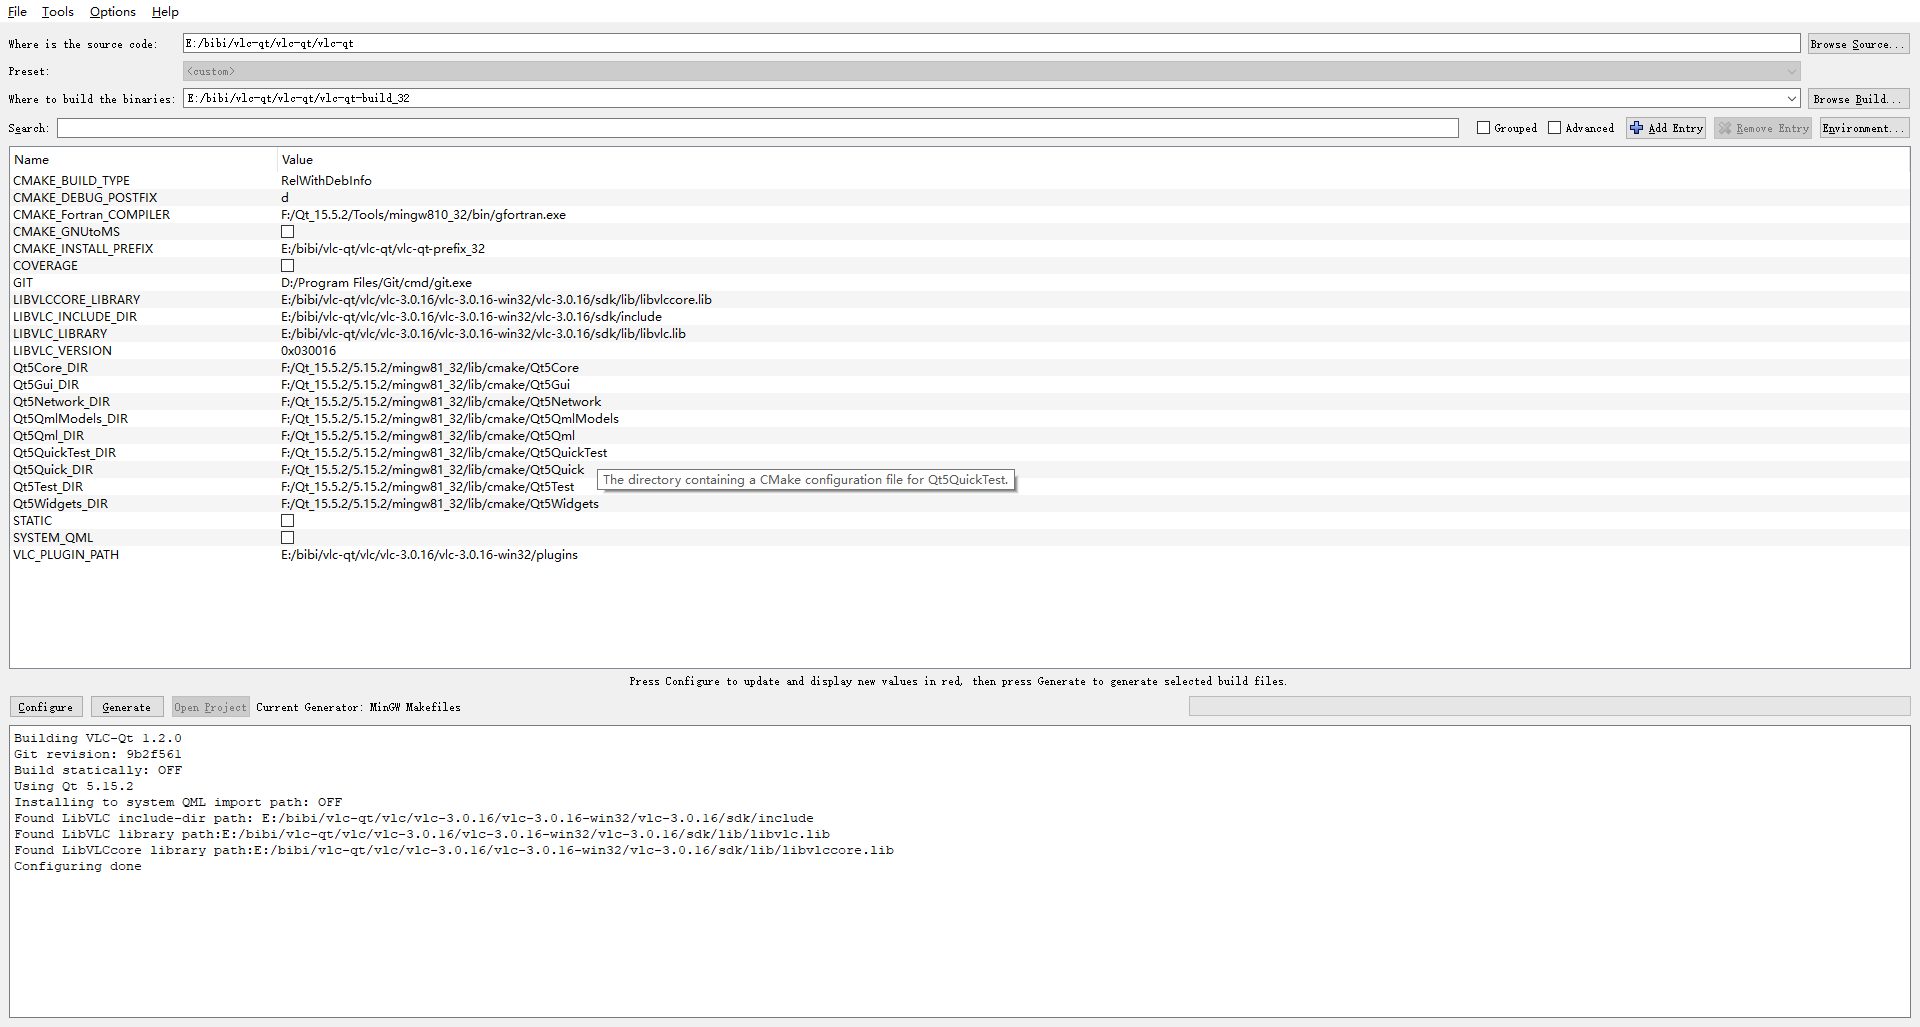 File Tools Options Help
Where is the source code: E:/bibi/vlc-qt/vlc-qt/vlc-qt Browse Source...
Preset: <custom>
Where to build the binaries: E:/bibi/vlc-qt/vlc-qt/vlc-qt-build_32 Browse Build...
Search: Grouped Advanced Add Entry Remove Entry Environment...
Name Value
CMAKE_BUILD_TYPE RelWithDebInfo
CMAKE_DEBUG_POSTFIX d
CMAKE_Fortran_COMPILER F:/Qt_15.5.2/Tools/mingw810_32/bin/gfortran.exe
CMAKE_GNUtoMS
CMAKE_INSTALL_PREFIX E:/bibi/vlc-qt/vlc-qt/vlc-qt-prefix_32
COVERAGE
GIT D:/Program Files/Git/cmd/git.exe
LIBVLCCORE_LIBRARY E:/bibi/vlc-qt/vlc/vlc-3.0.16/vlc-3.0.16-win32/vlc-3.0.16/sdk/lib/libvlccore.lib
LIBVLC_INCLUDE_DIR E:/bibi/vlc-qt/vlc/vlc-3.0.16/vlc-3.0.16-win32/vlc-3.0.16/sdk/include
LIBVLC_LIBRARY E:/bibi/vlc-qt/vlc/vlc-3.0.16/vlc-3.0.16-win32/vlc-3.0.16/sdk/lib/libvlc.lib
LIBVLC_VERSION 0x030016
Qt5Core_DIR F:/Qt_15.5.2/5.15.2/mingw81_32/lib/cmake/Qt5Core
Qt5Gui_DIR F:/Qt_15.5.2/5.15.2/mingw81_32/lib/cmake/Qt5Gui
Qt5Network_DIR F:/Qt_15.5.2/5.15.2/mingw81_32/lib/cmake/Qt5Network
Qt5QmlModels_DIR F:/Qt_15.5.2/5.15.2/mingw81_32/lib/cmake/Qt5QmlModels
Qt5Qml_DIR F:/Qt_15.5.2/5.15.2/mingw81_32/lib/cmake/Qt5Qml
Qt5QuickTest_DIR F:/Qt_15.5.2/5.15.2/mingw81_32/lib/cmake/Qt5QuickTest
Qt5Quick_DIR F:/Qt_15.5.2/5.15.2/mingw81_32/lib/cmake/Qt5Quick
The directory containing a CMake configuration file for Qt5QuickTest.
Qt5Test_DIR F:/Qt_15.5.2/5.15.2/mingw81_32/lib/cmake/Qt5Test
Qt5Widgets_DIR F:/Qt_15.5.2/5.15.2/mingw81_32/lib/cmake/Qt5Widgets
STATIC
SYSTEM_QML
VLC_PLUGIN_PATH E:/bibi/vlc-qt/vlc/vlc-3.0.16/vlc-3.0.16-win32/plugins
Press Configure to update and display new values in red, then press Generate to generate selected build files.
Configure Generate Open Project Current Generator: MinGW Makefiles
Building VLC-Qt 1.2.0
Git revision: 9b2f561
Build statically: OFF
Using Qt 5.15.2
Installing to system QML import path: OFF
Found LibVLC include-dir path: E:/bibi/vlc-qt/vlc/vlc-3.0.16/vlc-3.0.16-win32/vlc-3.0.16/sdk/include
Found LibVLC library path:E:/bibi/vlc-qt/vlc/vlc-3.0.16/vlc-3.0.16-win32/vlc-3.0.16/sdk/lib/libvlc.lib
Found LibVLCcore library path:E:/bibi/vlc-qt/vlc/vlc-3.0.16/vlc-3.0.16-win32/vlc-3.0.16/sdk/lib/libvlccore.lib
Configuring done